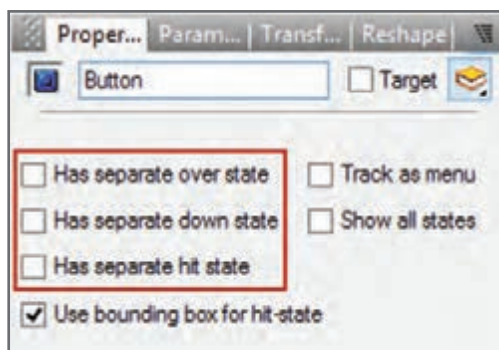 Proper... Param... Transf... Reshape
Button Target
Has separate over state Track as menu
Has separate down state Show all states
Has separate hit state
Use bounding box for hit-state